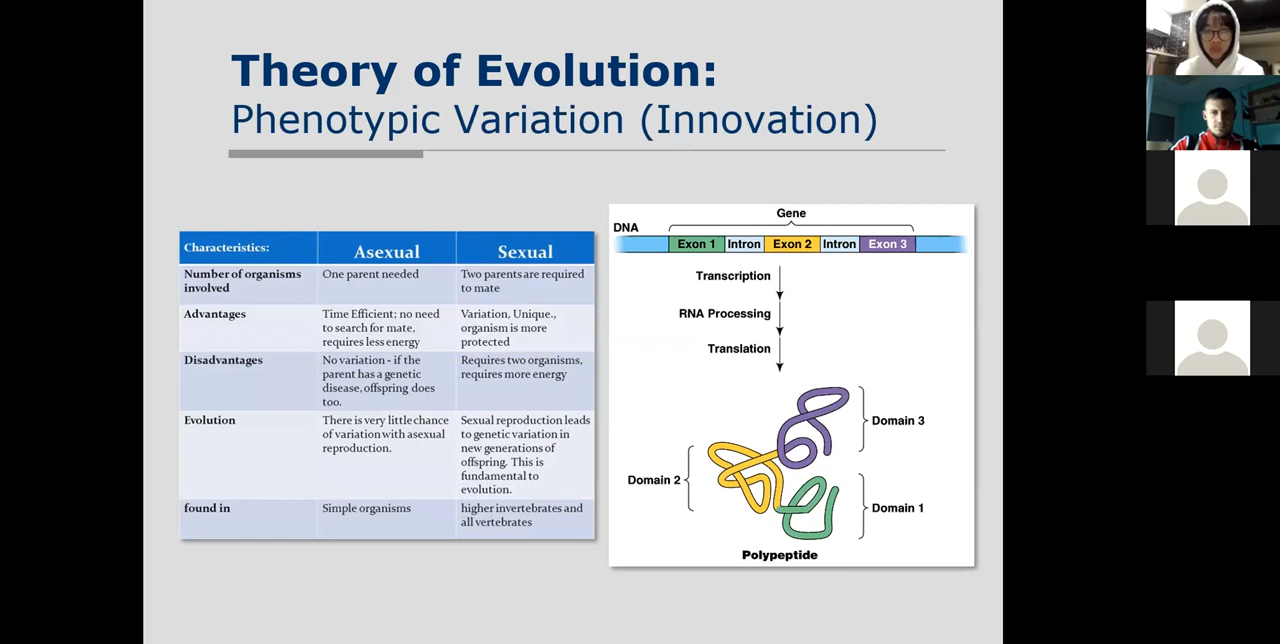 Theory of Evolution:
Phenotypic Variation (Innovation)
Characteristics:
Asexual
Sexual
Number of organisms
involved
One parent needed
Two parents are required
to mate
Advantages
Time Efficient; no need
to search for mate,
requires less energy
Variation, Unique.,
organism is more
protected
Disadvantages
No variation - if the
parent has a genetic
disease, offspring does
too.
Requires two organisms,
requires more energy
Evolution
There is very little chance
of variation with asexual
reproduction.
Sexual reproduction leads
to genetic variation in
new generations of
offspring. This is
fundamental to
evolution.
found in
Simple organisms
higher invertebrates and
all vertebrates
Gene
DNA
Exon 1
Intron
Exon 2
Intron
Exon 3
Transcription
RNA Processing
Translation
Domain 3
Domain 2
Domain 1
Polypeptide